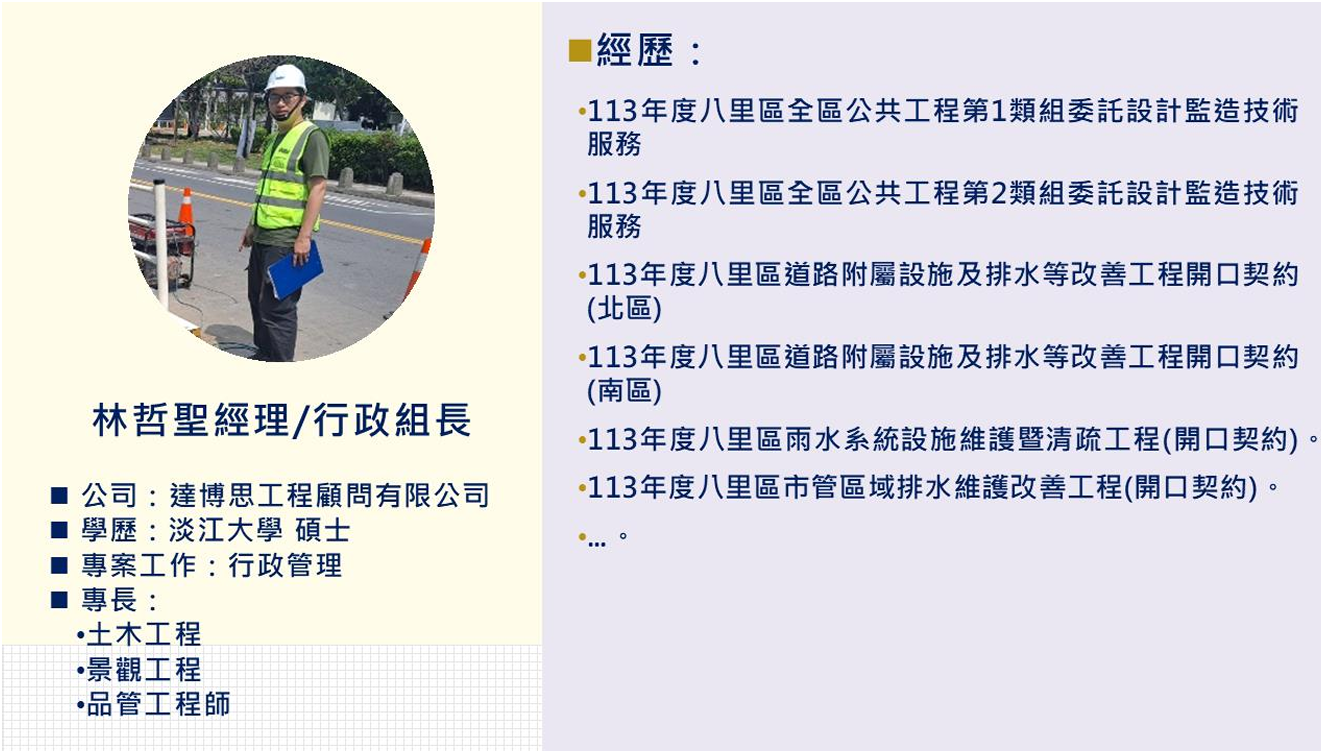 林哲聖經理/行政組長
■ 公司：達博思工程顧問有限公司
■ 學歷：淡江大學 碩士
■ 專案工作：行政管理
■ 專長：
•土木工程
•景觀工程
•品管工程師
■經歷：
•113年度八里區全區公共工程第1類組委託設計監造技術
服務
•113年度八里區全區公共工程第2類組委託設計監造技術
服務
•113年度八里區道路附屬設施及排水等改善工程開口契約
(北區)
•113年度八里區道路附屬設施及排水等改善工程開口契約
(南區)
•113年度八里區雨水系統設施維護暨清疏工程(開口契約)。
•113年度八里區市管區域排水維護改善工程(開口契約)。
•...。